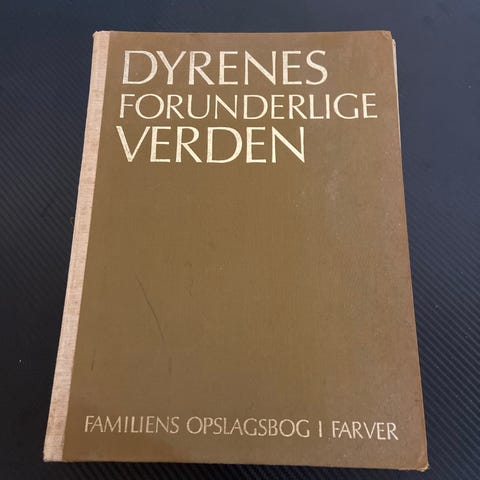 DYRENES
FORUNDERLIGE
VERDEN
FAMILIENS OPSLAGSBOG I FARVER